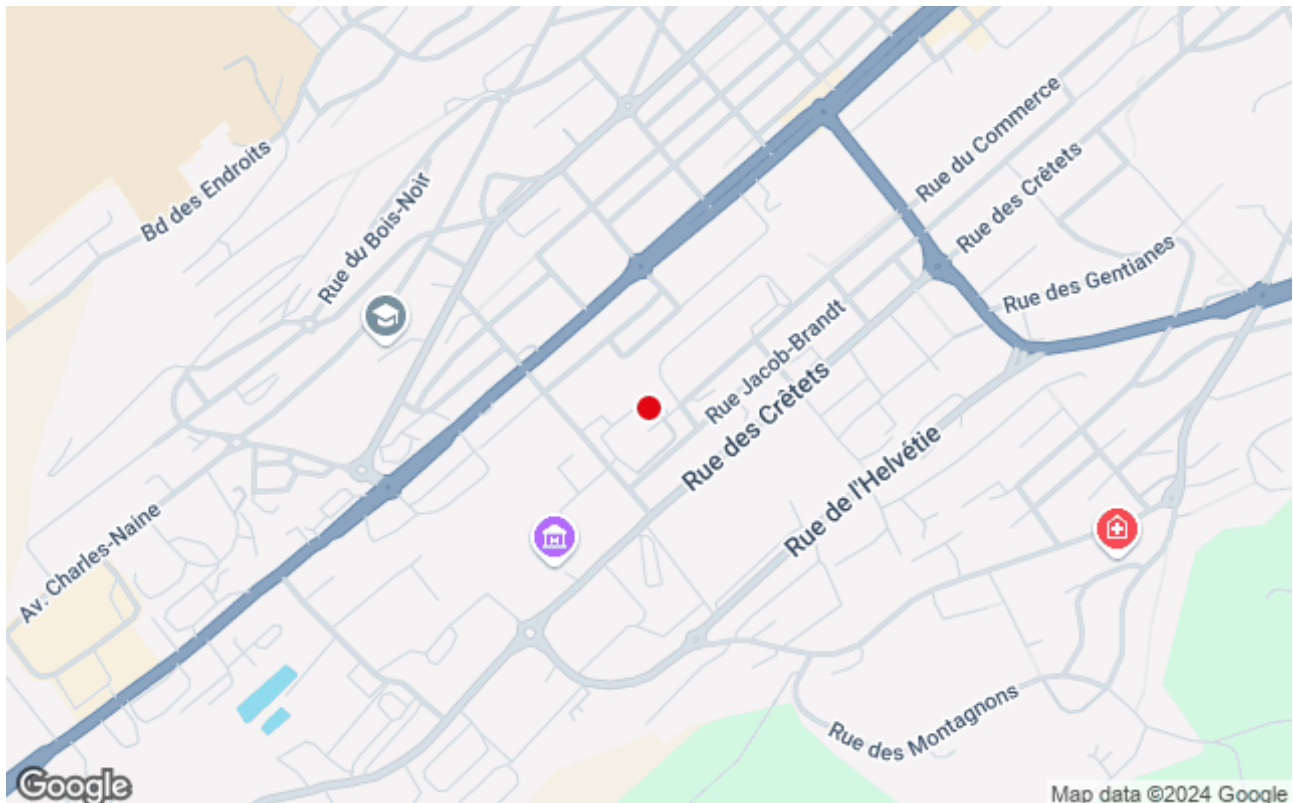 Rue du Commerce
Bd des Endroits
Rue des Crêtets
Rue du Bois-Noir
Rue des Gentianes
Rue Jacob-Brandt
Rue des Crêtets
Rue de l'Helvétie
Av. Charles-Naine
Rue des Montagnons
Google
Map data ©2024 Google